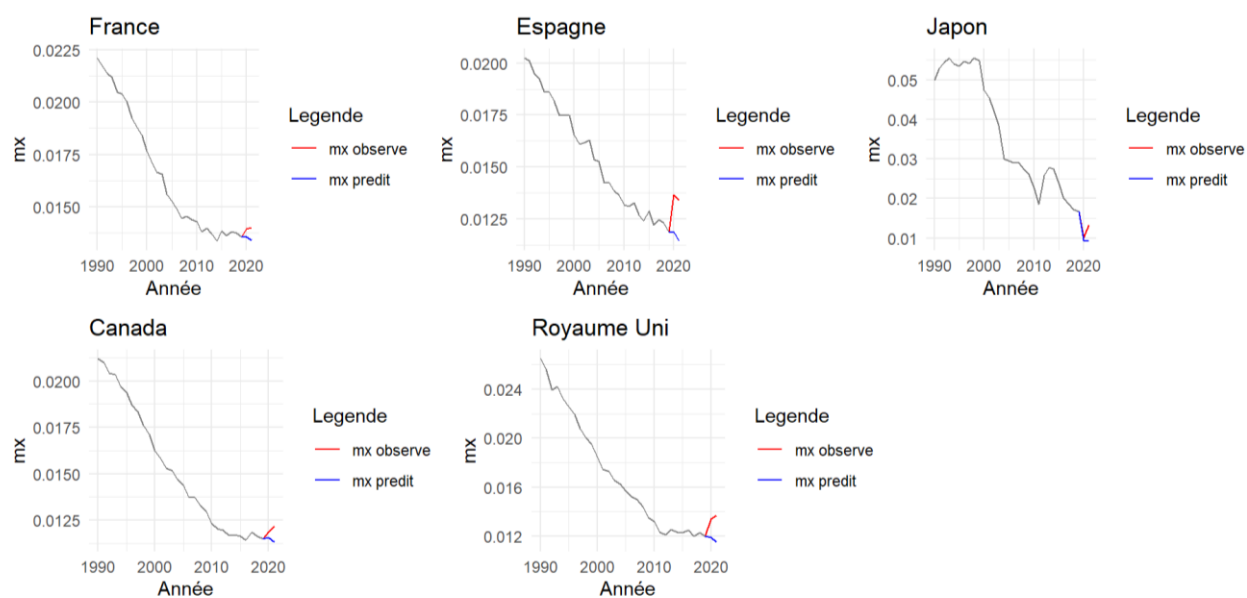 France
0.0225
0.0200
0.0175
0.0150
mx
1990 2000 2010 2020
Année
Legende
mx observe
mx predit
Espagne
0.0200
0.0175
0.0150
0.0125
mx
1990 2000 2010 2020
Année
Legende
mx observe
mx predit
Japon
0.05
0.04
0.03
0.02
0.01
mx
1990 2000 2010 2020
Année
Legende
mx observe
mx predit
Canada
0.0200
0.0175
0.0150
0.0125
mx
1990 2000 2010 2020
Année
Legende
mx observe
mx predit
Royaume Uni
0.024
0.020
0.016
0.012
mx
1990 2000 2010 2020
Année
Legende
mx observe
mx predit